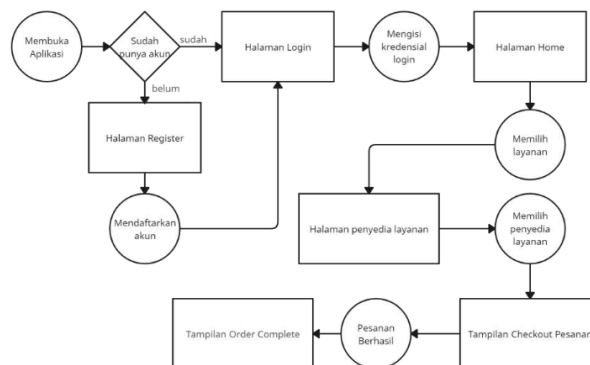 Membuka
Aplikasi
Sudah
punya akun
sudah
Halaman Login
Mengisi
kredensial
login
Halaman Home
belum
Halaman Register
Memilih
layanan
Mendaftarkan
akun
Halaman penyedia layanan
Memilih
penyedia
layanan
Tampilan Order Complete
Pesanan
Berhasil
Tampilan Checkout Pesanan